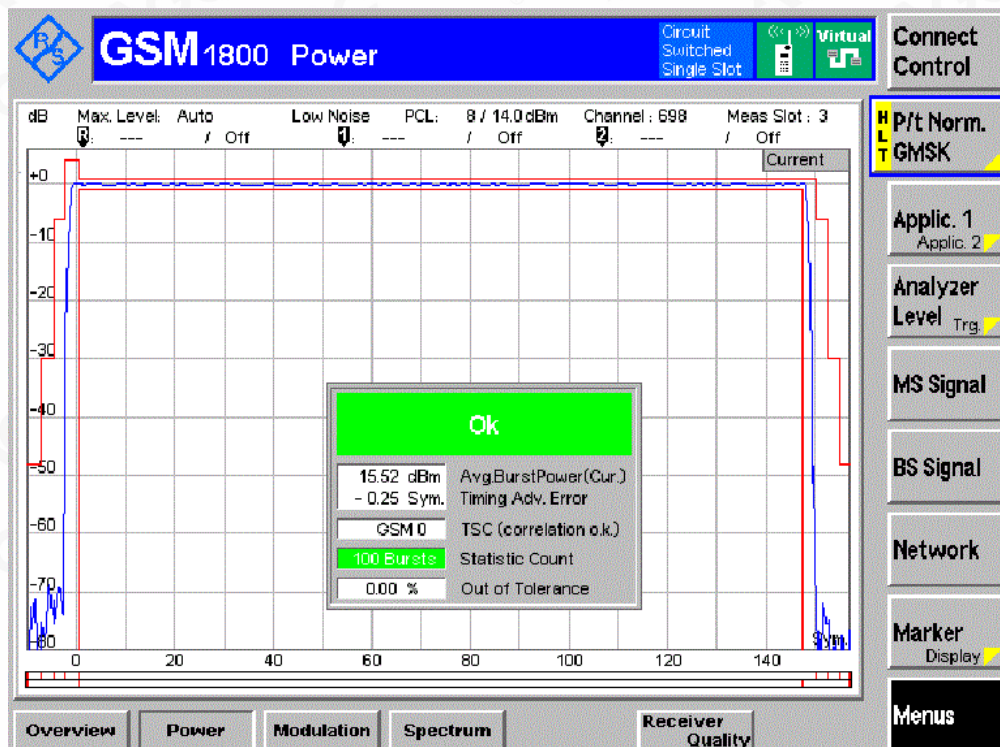 R/S
GSM 1800 Power
Circuit
Switched
Single Slot
Virtual
Connect
Control
dB Max. Level: Auto Low Noise PCL: 8 / 14.0 dBm Channel : 698 Meas Slot : 3
R: --- / Off 1: --- / Off 2: --- / Off
Current
HLT
P/t Norm.
GMSK
Applic. 1
Applic. 2
Analyzer
Level Trg.
MS Signal
BS Signal
Network
Marker
Display
Menus
+0
-10
-20
-30
-40
-50
-60
-70
-80
Ok
15.52 dBm Avg.BurstPower(Cur.)
- 0.25 Sym. Timing Adv. Error
GSM 0 TSC (correlation o.k.)
100 Bursts Statistic Count
0.00 % Out of Tolerance
Sym.
0 20 40 60 80 100 120 140
Overview Power Modulation Spectrum
Receiver
Quality